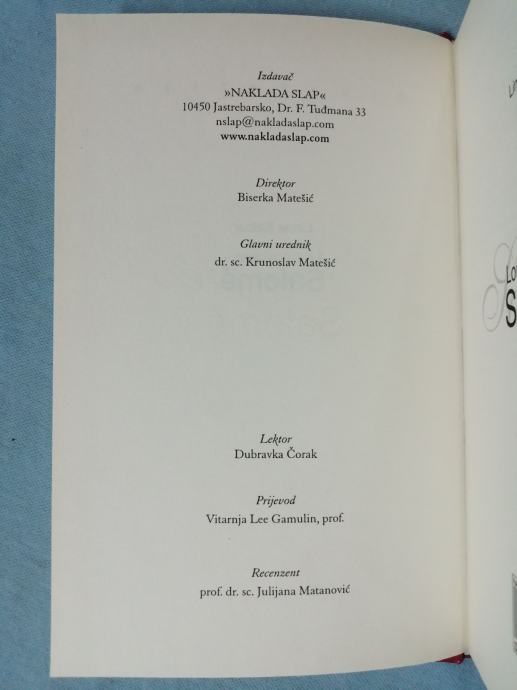 Izdavač
»NAKLADA SLAP«
10450 Jastrebarsko, Dr. F. Tuđmana 33
nslap@nakladaslap.com
www.nakladaslap.com
Direktor
Biserka Matešić
Glavni urednik
dr. sc. Krunoslav Matešić
Lektor
Dubravka Čorak
Prijevod
Vitarnja Lee Gamulin, prof.
Recenzent
prof. dr. sc. Julijana Matanović